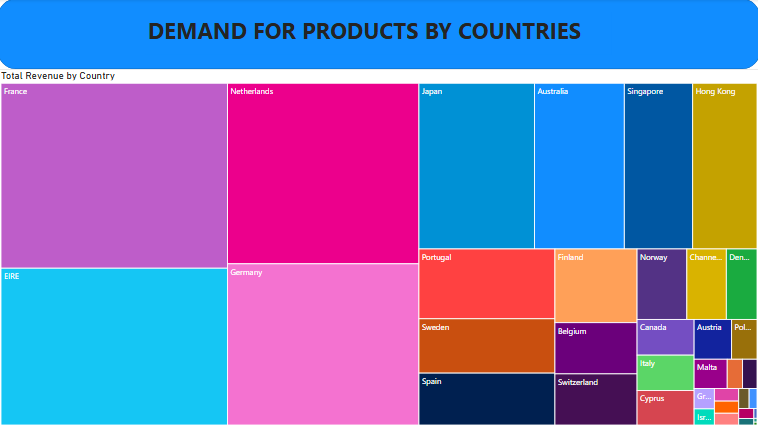 DEMAND FOR PRODUCTS BY COUNTRIES
Total Revenue by Country
France
Netherlands
Japan
Australia
Singapore
Hong Kong
EIRE
Germany
Portugal
Finland
Norway
Channe...
Den...
Sweden
Belgium
Canada
Austria
Pol...
Spain
Switzerland
Italy
Malta
Cyprus
Gr...
Isr...